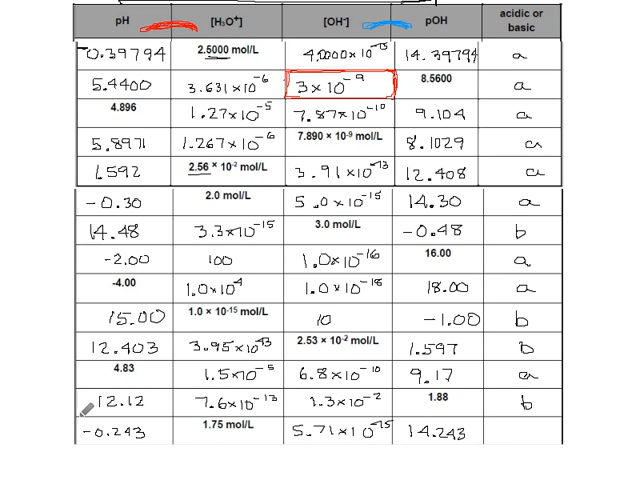 pH [H₃O⁺] [OH⁻] pOH acidic or basic
-0.39794 2.5000 mol/L 4.0000×10⁻¹⁵ 14.39794 a
5.4400 3.631×10⁻⁶ 3×10⁻⁹ 8.5600 a
4.896 1.27×10⁻⁵ 7.87×10⁻¹⁰ 9.104 a
5.8971 1.267×10⁻⁶ 7.890 × 10⁻⁹ mol/L 8.1029 a
1.592 2.56 × 10⁻² mol/L 3.91×10⁻¹³ 12.408 a
-0.30 2.0 mol/L 5.0×10⁻¹⁵ 14.30 a
14.48 3.3×10⁻¹⁵ 3.0 mol/L -0.48 b
-2.00 100 1.0×10⁻¹⁶ 16.00 a
-4.00 1.0×10⁴ 1.0×10⁻¹⁸ 18.00 a
15.00 1.0 × 10⁻¹⁵ mol/L 10 -1.00 b
12.403 3.95×10⁻¹³ 2.53 × 10⁻² mol/L 1.597 b
4.83 1.5×10⁻⁵ 6.8×10⁻¹⁰ 9.17 a
12.12 7.6×10⁻¹³ 1.3×10⁻² 1.88 b
-0.243 1.75 mol/L 5.71×10⁻¹⁵ 14.243